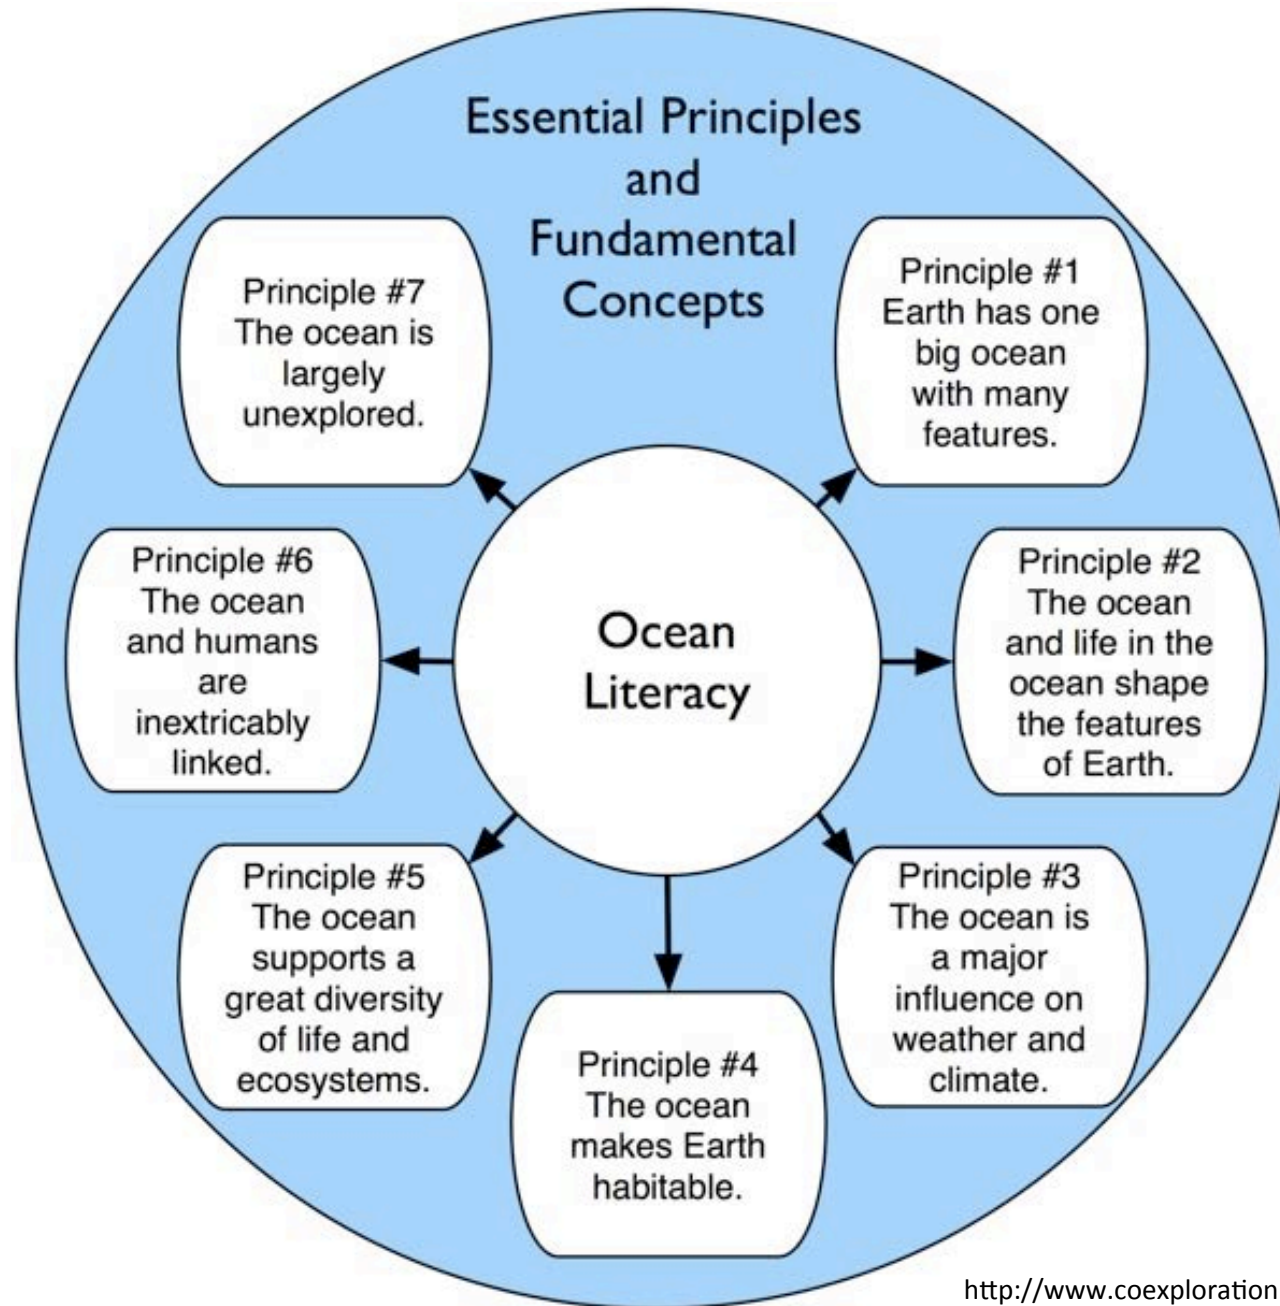 Essential Principles
and
Fundamental
Concepts
Principle #1
Earth has one
big ocean
with many
features.
Principle #2
The ocean
and life in the
ocean shape
the features
of Earth.
Principle #3
The ocean is
a major
influence on
weather and
climate.
Principle #4
The ocean
makes Earth
habitable.
Principle #5
The ocean
supports a
great diversity
of life and
ecosystems.
Principle #6
The ocean
and humans
are
inextricably
linked.
Principle #7
The ocean is
largely
unexplored.
Ocean
Literacy
http://www.coexploration